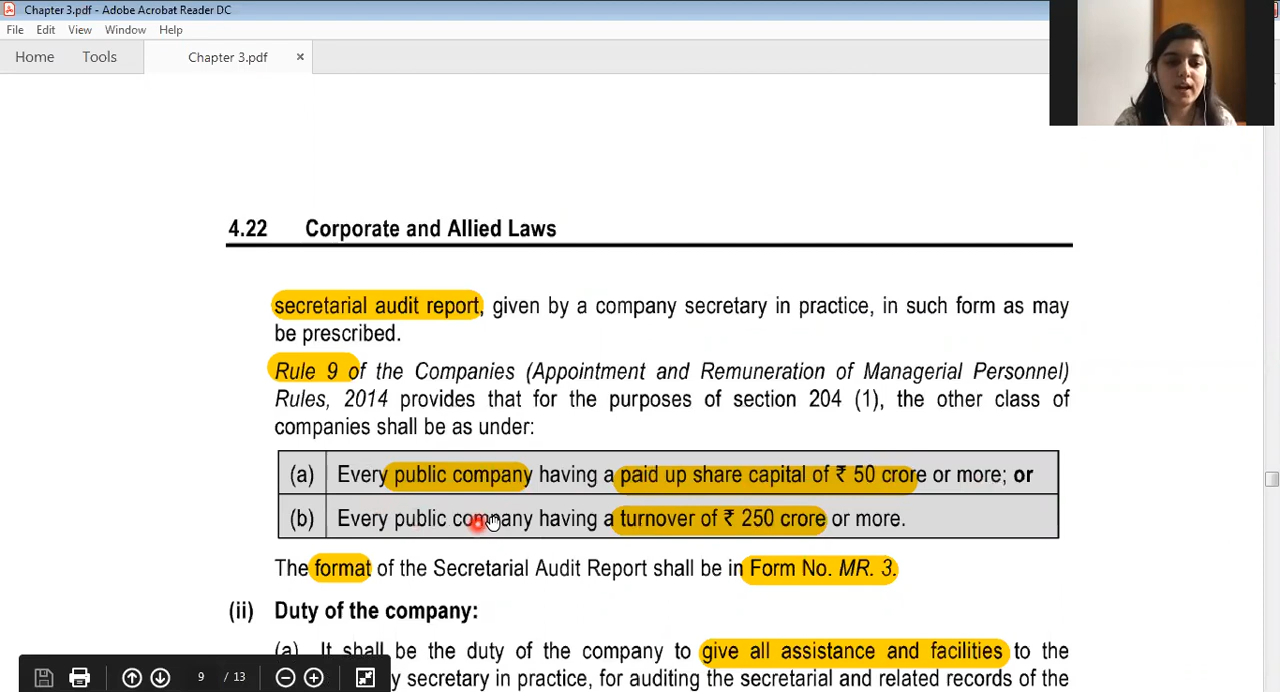 Chapter 3.pdf - Adobe Acrobat Reader DC
File Edit View Window Help
Home Tools Chapter 3.pdf ×
4.22 Corporate and Allied Laws
secretarial audit report, given by a company secretary in practice, in such form as may
be prescribed.
Rule 9 of the Companies (Appointment and Remuneration of Managerial Personnel)
Rules, 2014 provides that for the purposes of section 204 (1), the other class of
companies shall be as under:
(a) Every public company having a paid up share capital of ₹ 50 crore or more; or
(b) Every public company having a turnover of ₹ 250 crore or more.
The format of the Secretarial Audit Report shall be in Form No. MR. 3.
(ii) Duty of the company:
(a) It shall be the duty of the company to give all assistance and facilities to the
secretary in practice, for auditing the secretarial and related records of the
9 / 13